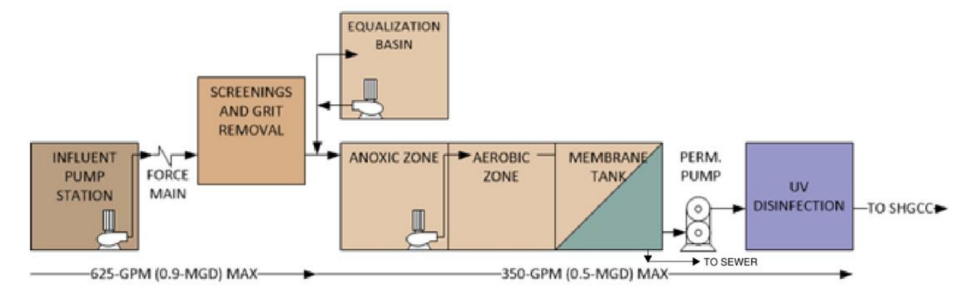 EQUALIZATION
BASIN
SCREENINGS
AND GRIT
REMOVAL
INFLUENT
PUMP
STATION
FORCE
MAIN
ANOXIC ZONE
AEROBIC
ZONE
MEMBRANE
TANK
PERM.
PUMP
UV
DISINFECTION
TO SHGCC
TO SEWER
625-GPM (0.9-MGD) MAX
350-GPM (0.5-MGD) MAX